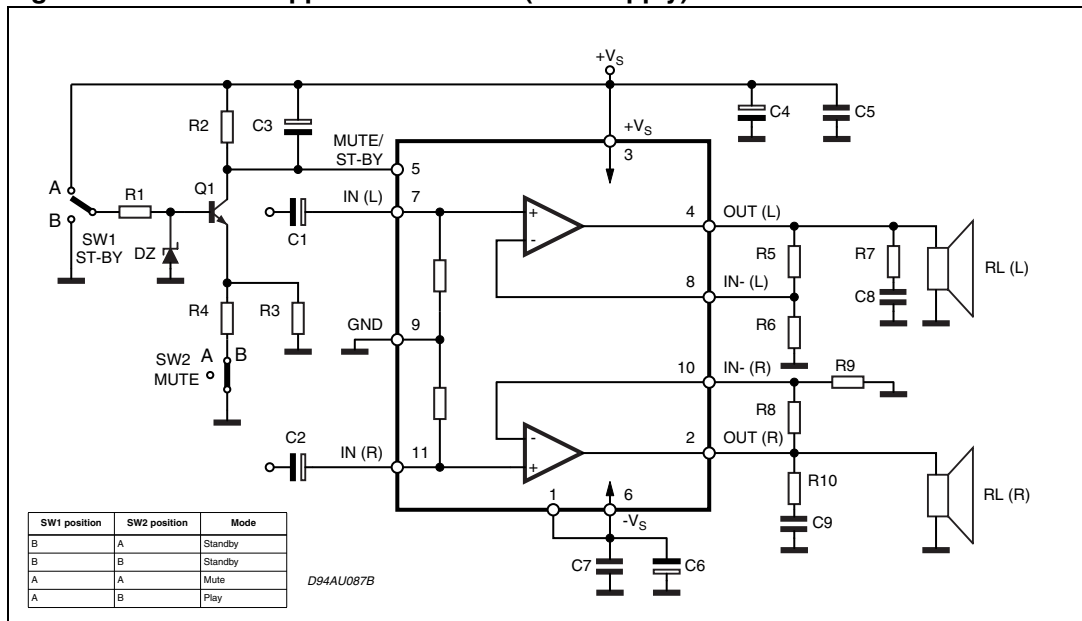 +VS
R2
C3
C4
C5
MUTE/
ST-BY
+VS
5
3
A
R1
Q1
IN (L)
7
4
OUT (L)
B
SW1
ST-BY
DZ
C1
+
-
R5
R7
RL (L)
8
IN- (L)
C8
R4
R3
GND
9
R6
SW2
MUTE
A
B
10
IN- (R)
R9
R8
C2
IN (R)
11
-
+
2
OUT (R)
R10
RL (R)
1
6
-VS
C9
C7
C6
SW1 position SW2 position Mode
B A Standby
B B Standby
A A Mute
A B Play
D94AU087B